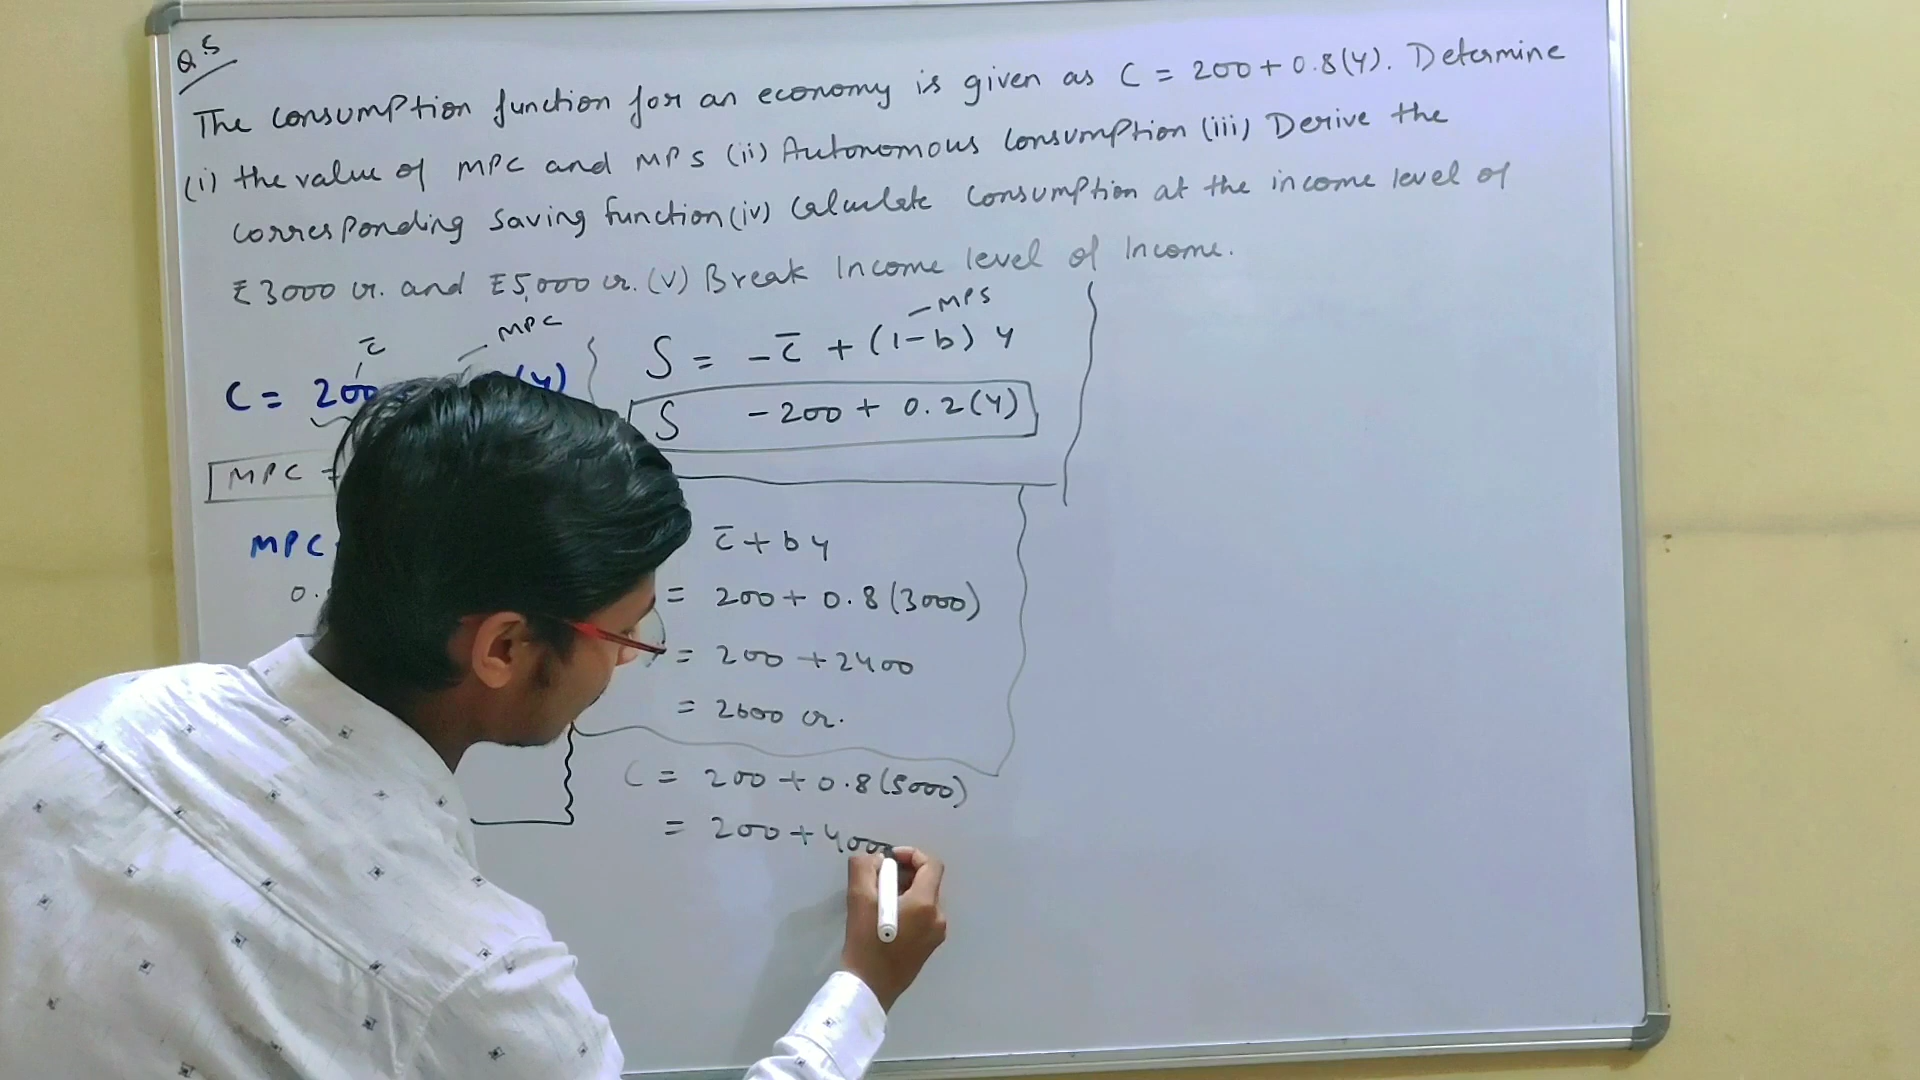 Q.5
The consumption function for an economy is given as C = 200 + 0.8(Y). Determine
(i) the value of MPC and MPS (ii) Autonomous consumption (iii) Derive the
corresponding saving function (iv) Calculate consumption at the income level of
₹3000 cr. and ₹5,000 cr. (v) Break Income level of Income.
c̄
MPC
C = 200 (Y)
MPC =
MPC
0.
MPS
S = -c̄ + (1-b) Y
S -200 + 0.2(Y)
c̄ + by
= 200 + 0.8(3000)
= 200 + 2400
= 2600 cr.
C = 200 + 0.8(5000)
= 200 + 4000